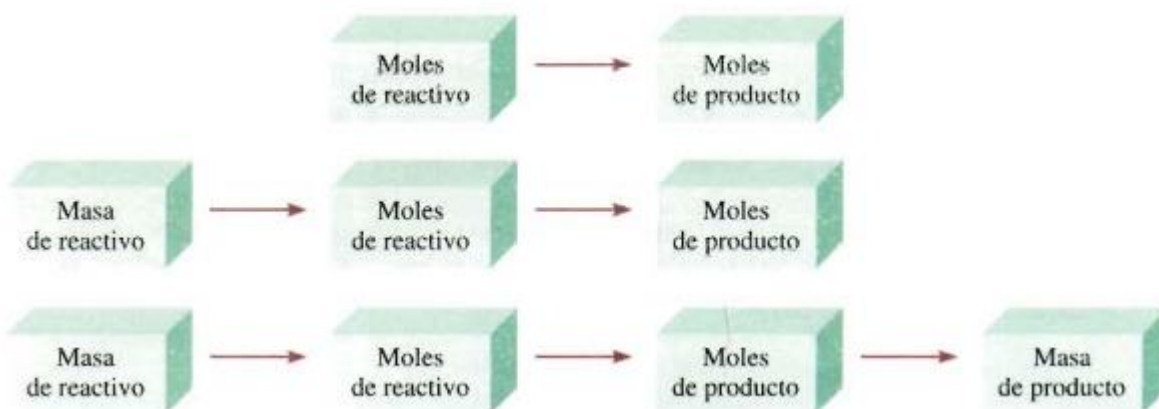 Moles
de reactivo
Moles
de producto
Masa
de reactivo
Moles
de reactivo
Moles
de producto
Masa
de reactivo
Moles
de reactivo
Moles
de producto
Masa
de producto